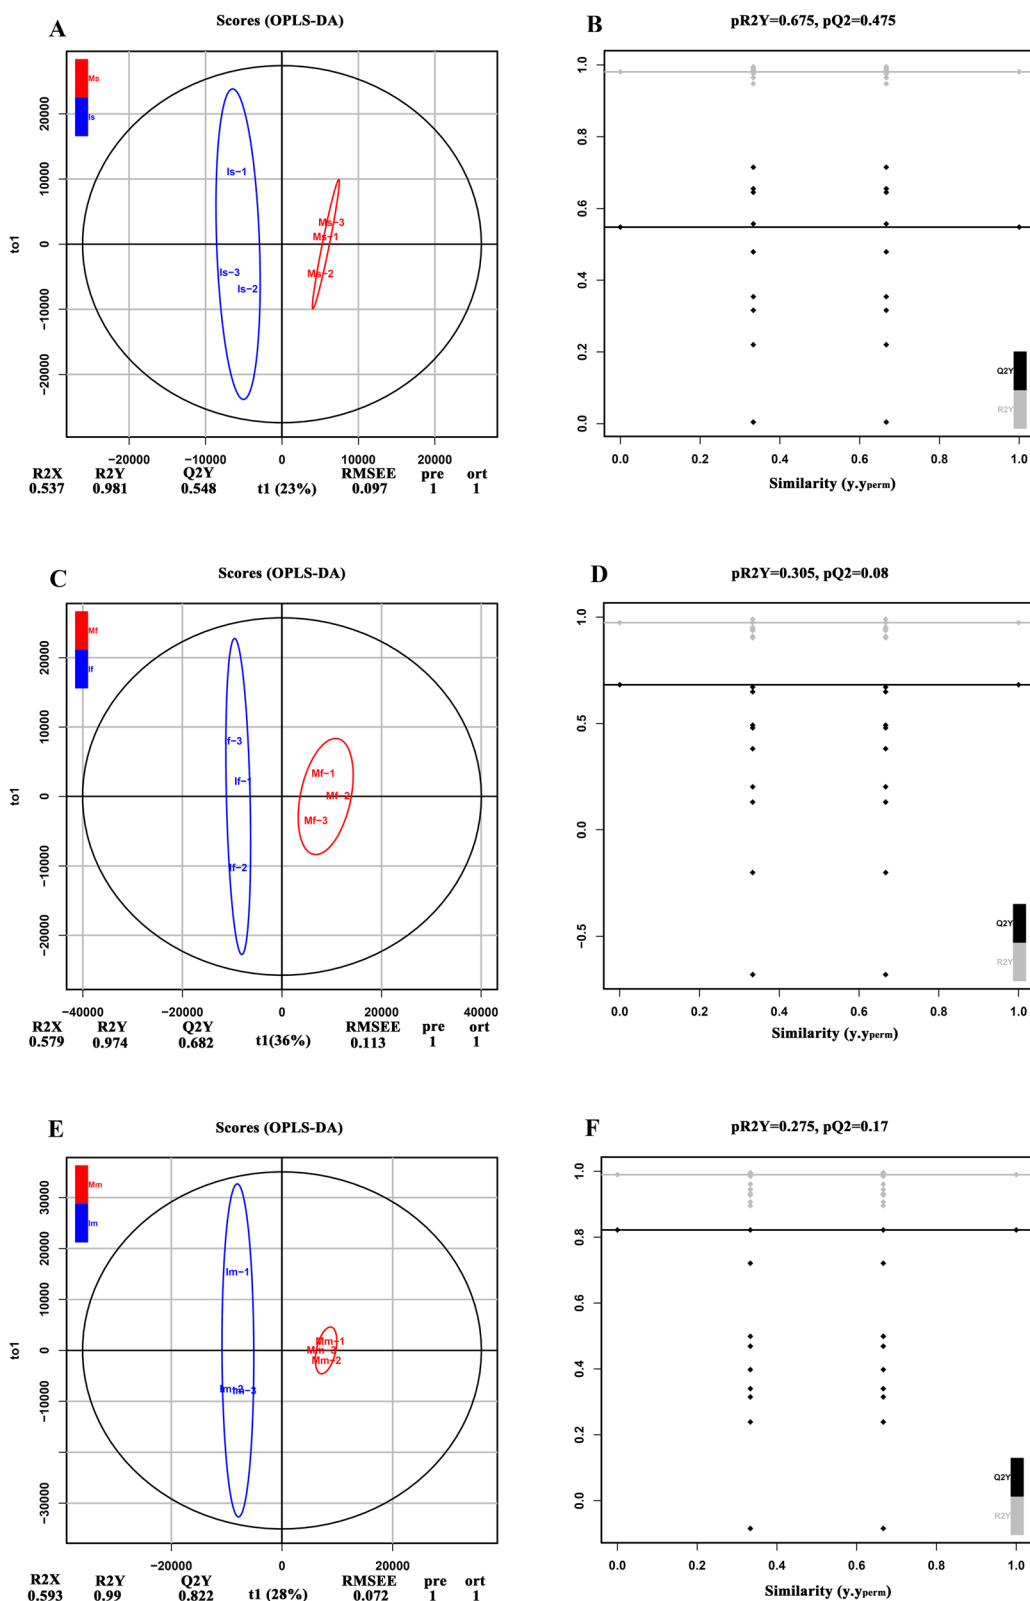 A
Scores (OPLS-DA)
Ms
Is
to1
20000
10000
0
−10000
−20000
Is−1
Is−3
Is−2
Ms−3
Ms−1
Ms−2
−20000 −10000 0 10000 20000
R2X R2Y Q2Y RMSEE pre ort
0.537 0.981 0.548 t1 (23%) 0.097 1 1
B
pR2Y=0.675, pQ2=0.475
1.0
0.8
0.6
0.4
0.2
0.0
Q2Y
R2Y
0.0 0.2 0.4 0.6 0.8 1.0
Similarity (y.yperm)
C
Scores (OPLS-DA)
Mf
If
to1
20000
10000
0
−10000
−20000
f−3
If−1
If−2
Mf−1
Mf−2
Mf−3
−40000 −20000 0 20000 40000
R2X R2Y Q2Y RMSEE pre ort
0.579 0.974 0.682 t1(36%) 0.113 1 1
D
pR2Y=0.305, pQ2=0.08
1.0
0.5
0.0
−0.5
Q2Y
R2Y
0.0 0.2 0.4 0.6 0.8 1.0
Similarity (y.yperm)
E
Scores (OPLS-DA)
Mm
Im
to1
30000
10000
0
−10000
−30000
Im−1
Im−2
Im−3
Mm−1
Mm−3
Mm−2
−20000 0 20000
R2X R2Y Q2Y RMSEE pre ort
0.593 0.99 0.822 t1 (28%) 0.072 1 1
F
pR2Y=0.275, pQ2=0.17
1.0
0.8
0.6
0.4
0.2
0.0
Q2Y
R2Y
0.0 0.2 0.4 0.6 0.8 1.0
Similarity (y.yperm)